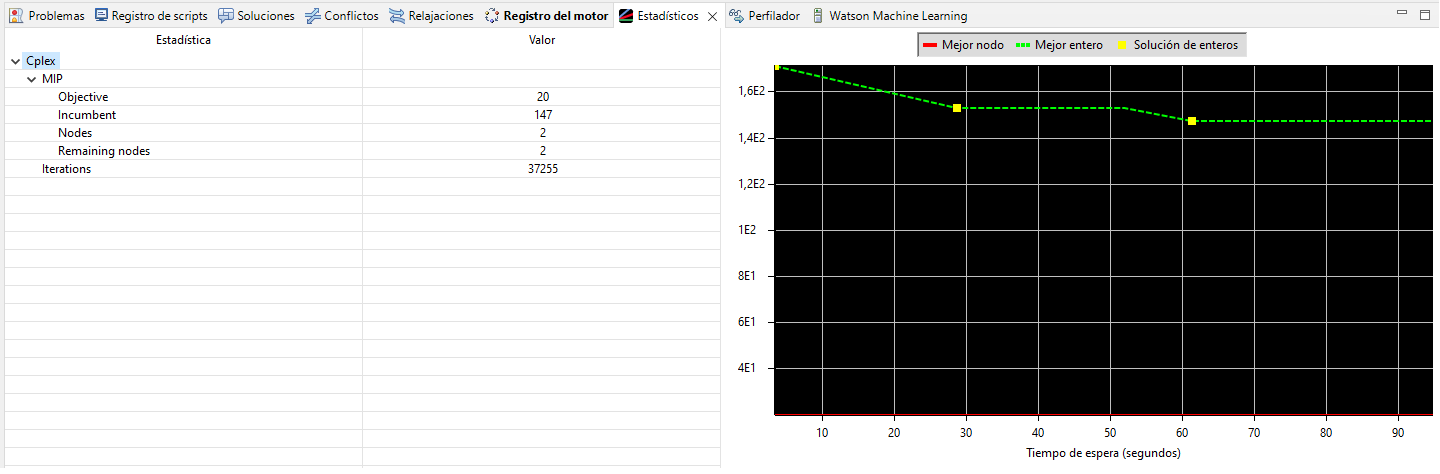 Problemas Registro de scripts Soluciones Conflictos Relajaciones Registro del motor Estadísticos Perfilador Watson Machine Learning
Estadística Valor
Cplex
MIP
Objective 20
Incumbent 147
Nodes 2
Remaining nodes 2
Iterations 37255
Mejor nodo Mejor entero Solución de enteros
1,6E2
1,4E2
1,2E2
1E2
8E1
6E1
4E1
10 20 30 40 50 60 70 80 90
Tiempo de espera (segundos)